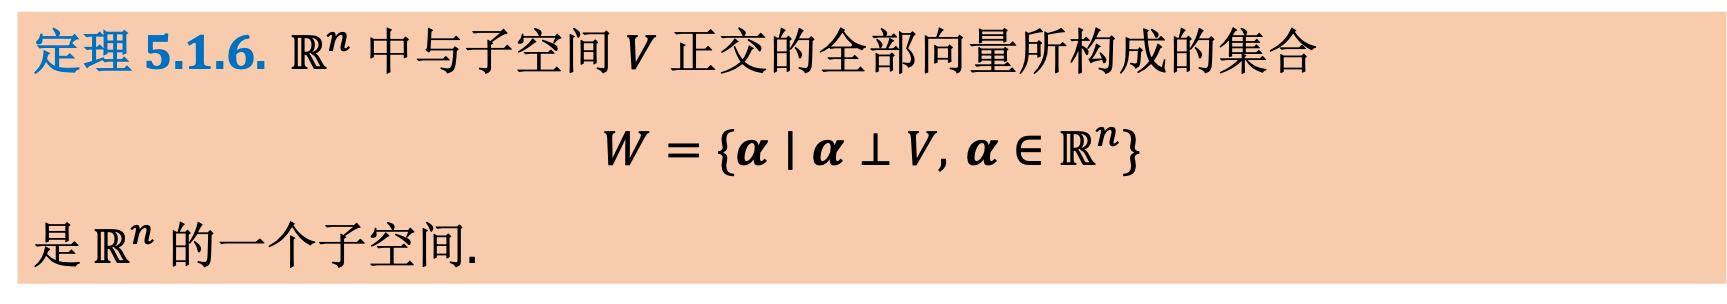 定理 5.1.6. ℝⁿ 中与子空间 V 正交的全部向量所构成的集合
W = {α | α ⊥ V, α ∈ ℝⁿ}
是 ℝⁿ 的一个子空间.